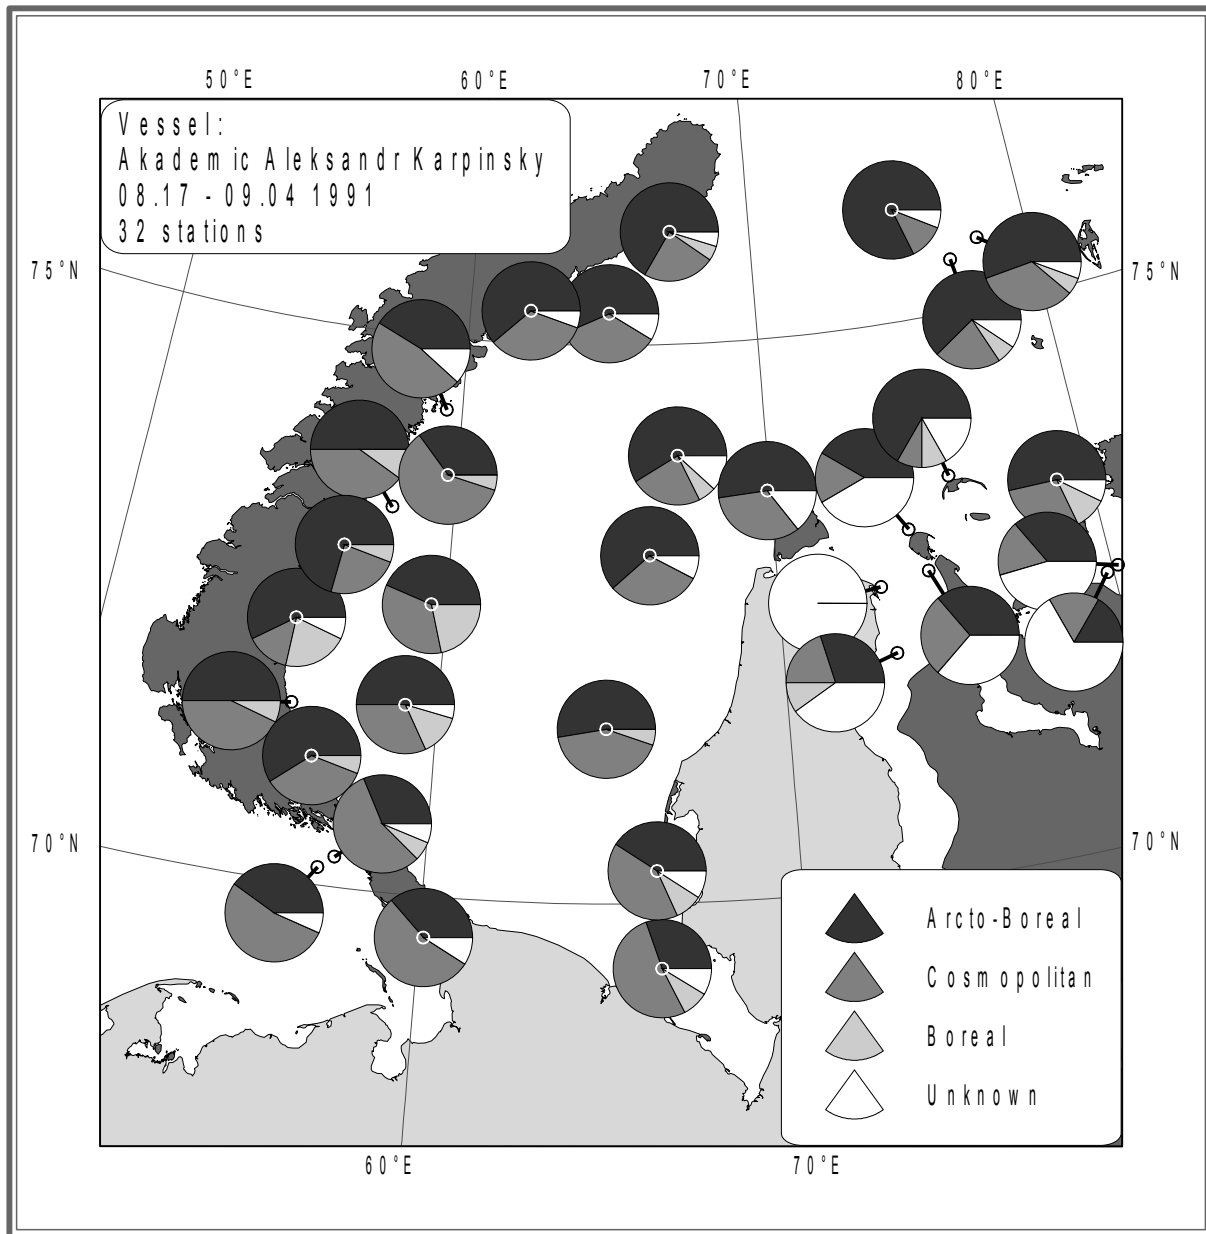 50°E 60°E 70°E 80°E
Vessel:
Akademic Aleksandr Karpinsky
08.17 - 09.04 1991
32 stations
75°N 75°N
70°N 70°N
Arcto-Boreal
Cosmopolitan
Boreal
Unknown
60°E 70°E